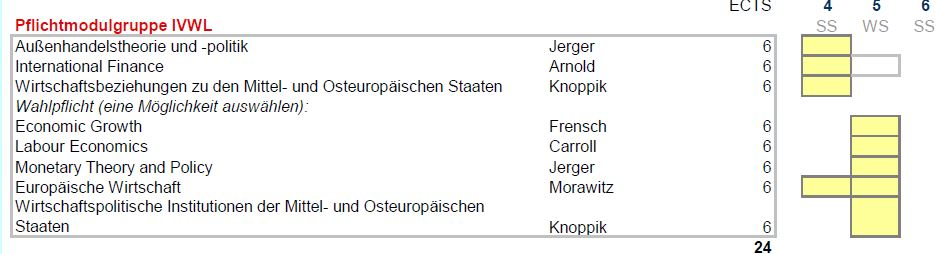 ECTS 4 5 6
Pflichtmodulgruppe IVWL SS WS SS
Außenhandelstheorie und -politik Jerger 6
International Finance Arnold 6
Wirtschaftsbeziehungen zu den Mittel- und Osteuropäischen Staaten Knoppik 6
Wahlpflicht (eine Möglichkeit auswählen):
Economic Growth Frensch 6
Labour Economics Carroll 6
Monetary Theory and Policy Jerger 6
Europäische Wirtschaft Morawitz 6
Wirtschaftspolitische Institutionen der Mittel- und Osteuropäischen
Staaten Knoppik 6
24